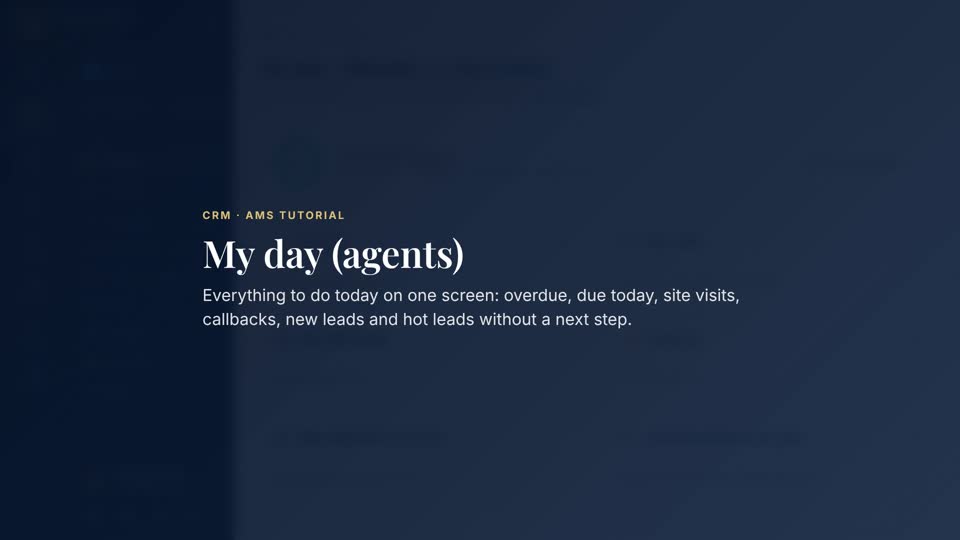 CRM · AMS TUTORIAL
My day (agents)
Everything to do today on one screen: overdue, due today, site visits,
callbacks, new leads and hot leads without a next step.